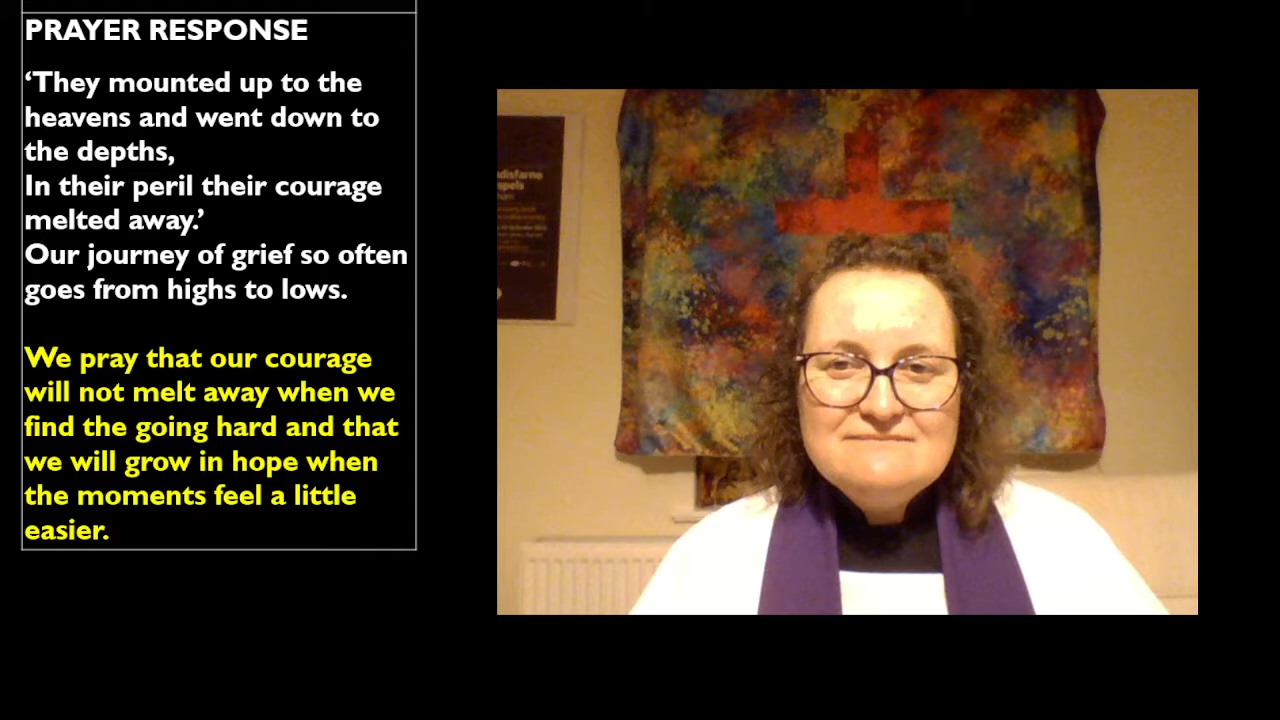 PRAYER RESPONSE
‘They mounted up to the
heavens and went down to
the depths,
In their peril their courage
melted away.’
Our journey of grief so often
goes from highs to lows.
We pray that our courage
will not melt away when we
find the going hard and that
we will grow in hope when
the moments feel a little
easier.